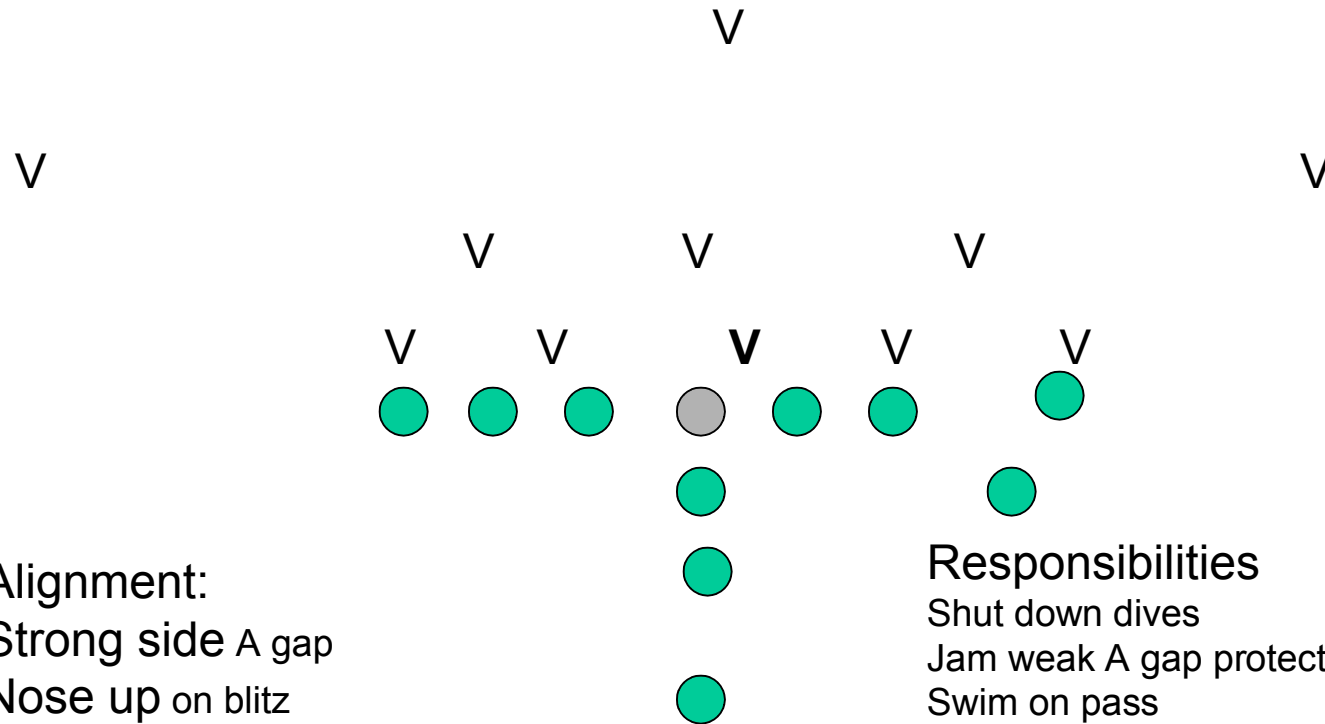 V
V V
V V V
V V V V V
Alignment:
Strong side A gap
Nose up on blitz
Responsibilities
Shut down dives
Jam weak A gap protect
Swim on pass